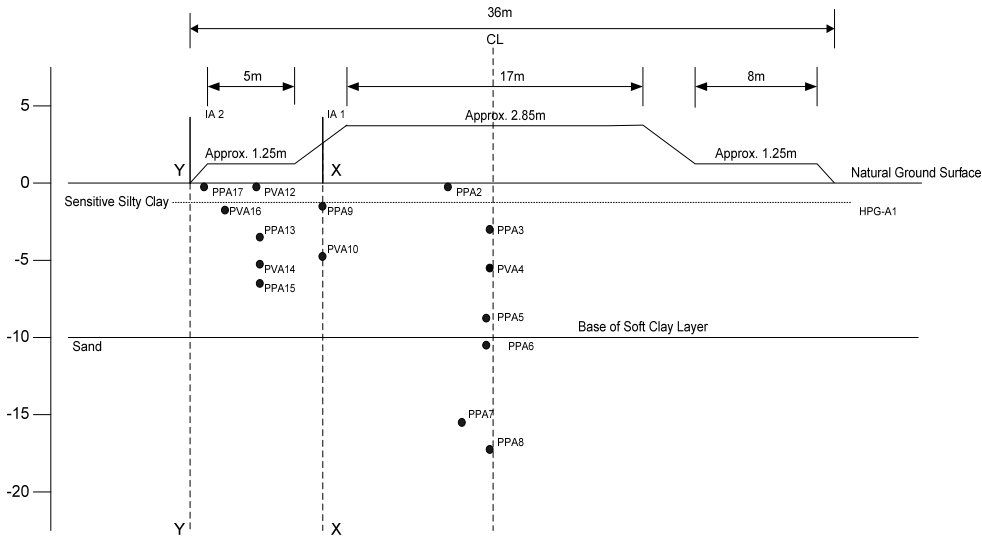 36m
CL
5m
17m
8m
5
IA 2
IA 1
Approx. 2.85m
Approx. 1.25m
Approx. 1.25m
Y
X
Natural Ground Surface
0
PPA17
PVA12
PPA2
Sensitive Silty Clay
PVA16
PPA9
HPG-A1
PPA13
PPA3
PVA10
-5
PVA14
PVA4
PPA15
PPA5
Base of Soft Clay Layer
-10
Sand
PPA6
PPA7
-15
PPA8
-20
Y
X